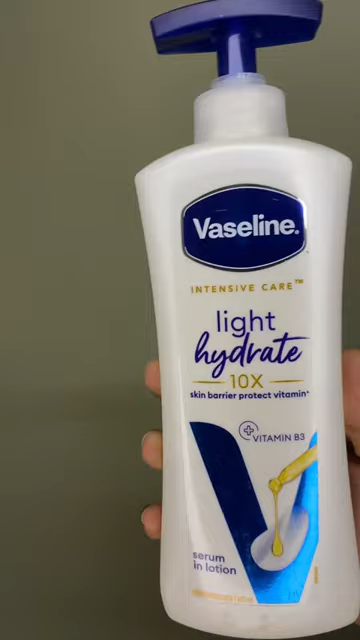 Vaseline.
INTENSIVE CARE™
light
hydrate
10X
skin barrier protect vitamin^
VITAMIN B3
serum
in lotion